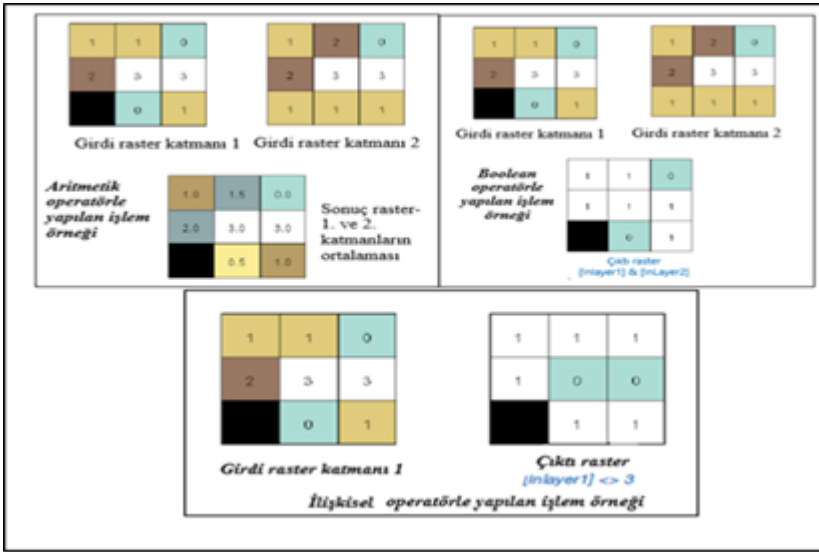 1 1 0
2 3 3
0 1
Girdi raster katmanı 1
1 2 0
2 3 3
1 1 1
Girdi raster katmanı 2
Aritmetik
operatörle
yapılan işlem
örneği
1.0 1.5 0.0
2.0 3.0 3.0
0.5 1.0
Sonuç raster-
1. ve 2.
katmanların
ortalaması
1 1 0
2 3 3
0 1
Girdi raster katmanı 1
1 2 0
2 3 3
1 1 1
Girdi raster katmanı 2
Boolean
operatörle
yapılan işlem
örneği
1 1 0
1 1 1
0 1
Çıktı raster
[Inlayer1] & [InLayer2]
1 1 0
2 3 3
0 1
Girdi raster katmanı 1
1 1 1
1 0 0
1 1
Çıktı raster
[Inlayer1] <> 3
İlişkisel operatörle yapılan işlem örneği